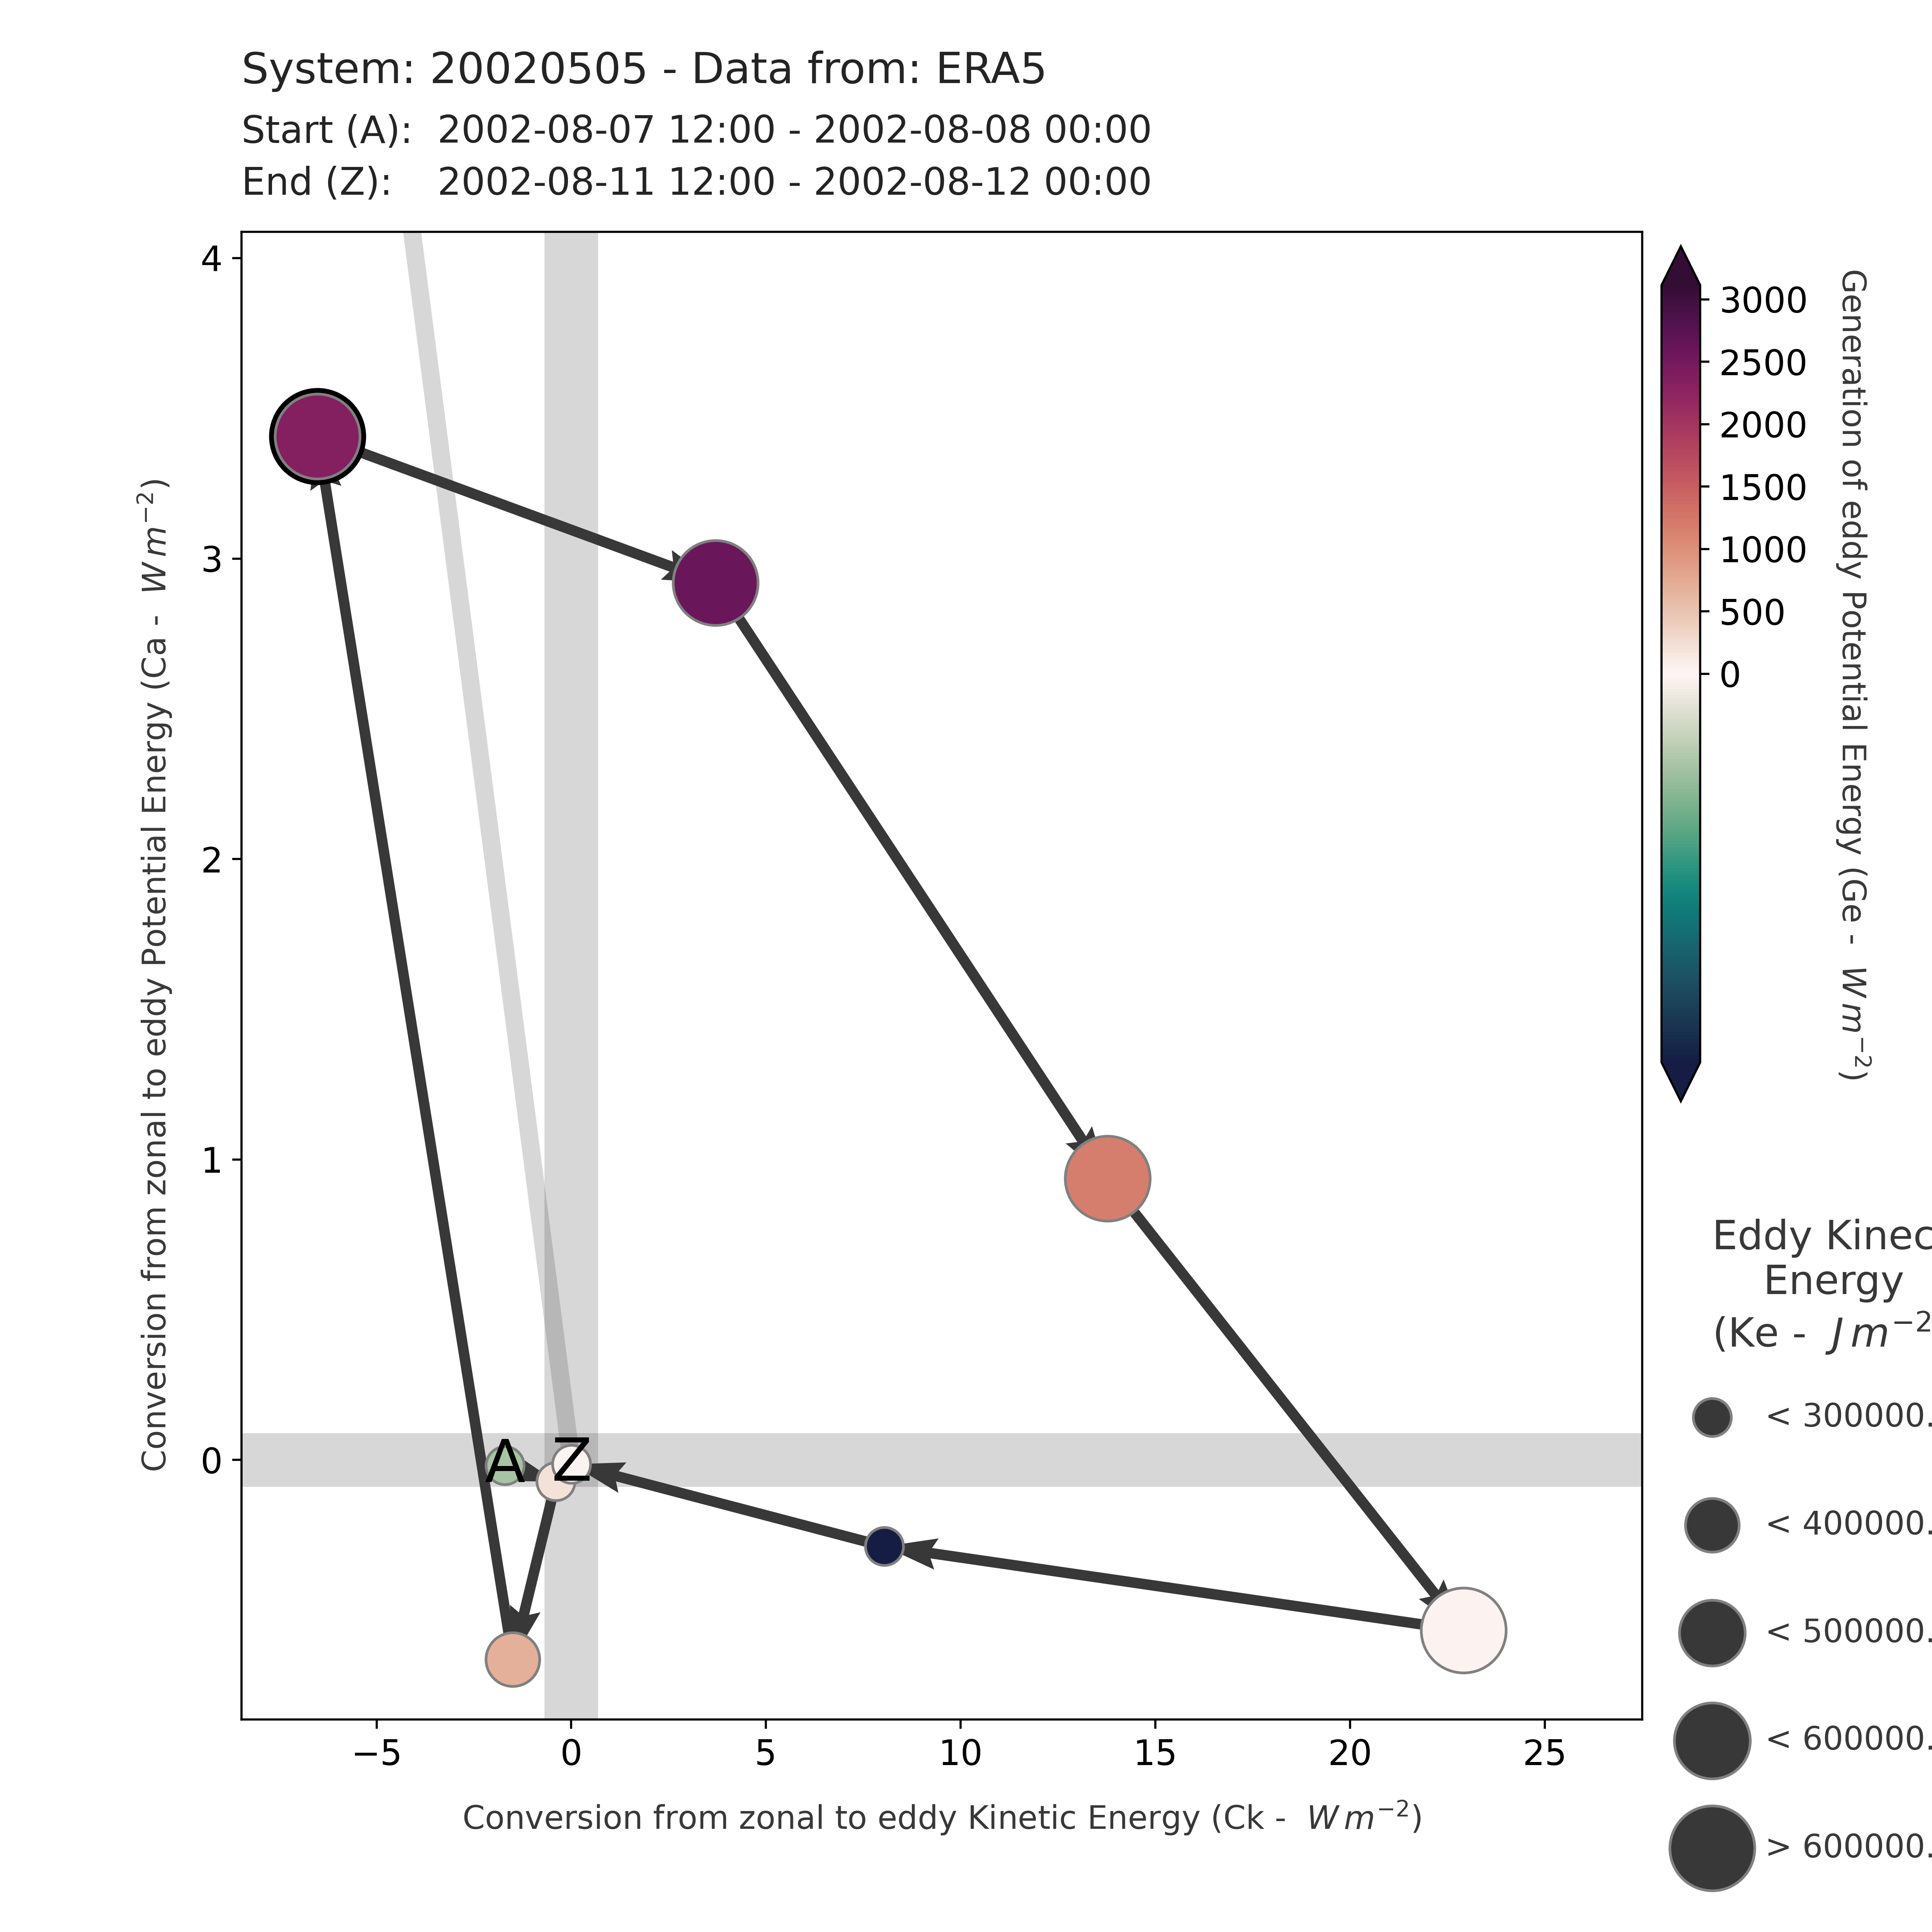 System: 20020505 - Data from: ERA5
Start (A): 2002-08-07 12:00 - 2002-08-08 00:00
End (Z): 2002-08-11 12:00 - 2002-08-12 00:00
4
3
2
1
0
Conversion from zonal to eddy Potential Energy (Ca - W m⁻²)
A
Z
−5
0
5
10
15
20
25
Conversion from zonal to eddy Kinetic Energy (Ck - W m⁻²)
3000
2500
2000
1500
1000
500
0
Generation of eddy Potential Energy (Ge - W m⁻²)
Eddy Kinec
Energy
(Ke - J m⁻²
< 300000.
< 400000.
< 500000.
< 600000.
> 600000.